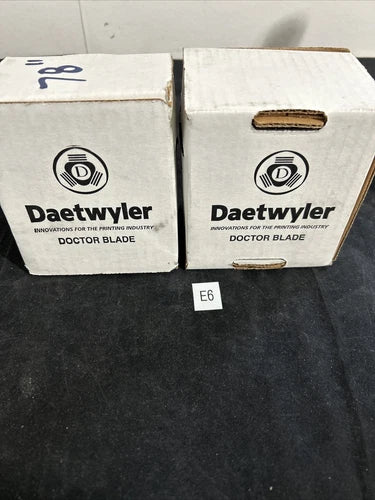 78"
D
Daetwyler
INNOVATIONS FOR THE PRINTING INDUSTRY
DOCTOR BLADE
D
Daetwyler
INNOVATIONS FOR THE PRINTING INDUSTRY
DOCTOR BLADE
E6